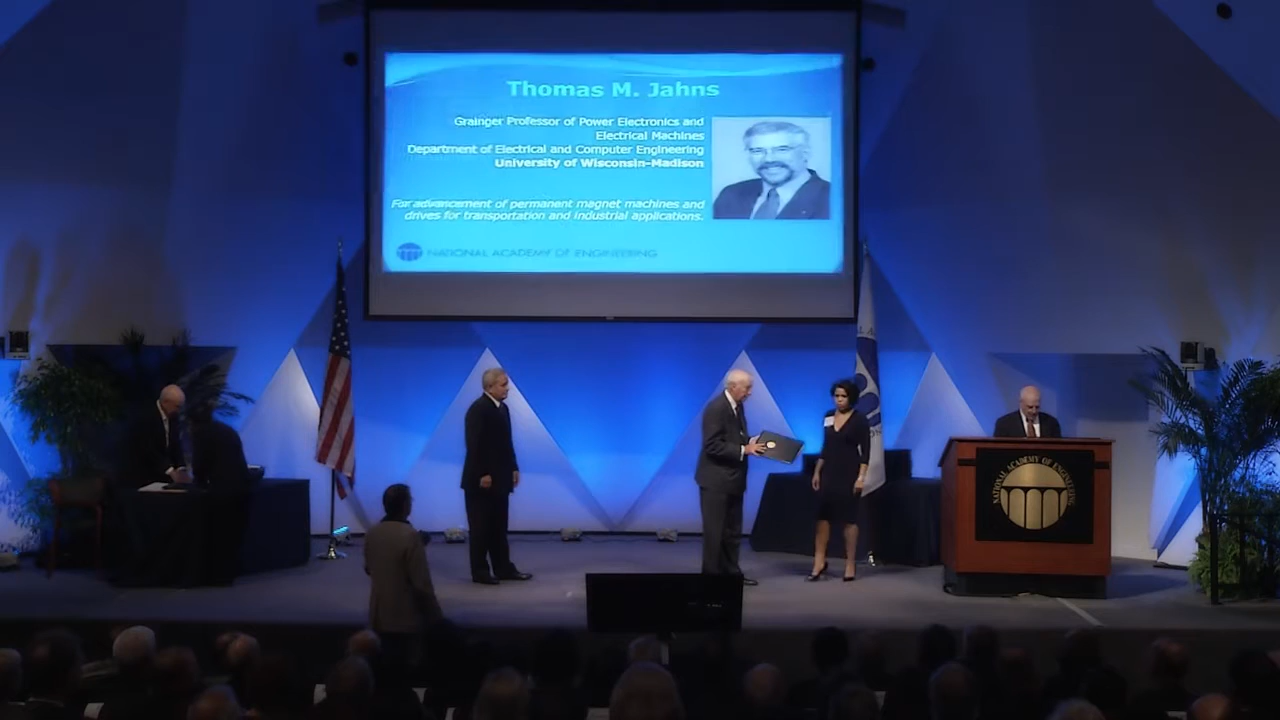 Thomas M. Jahns
Grainger Professor of Power Electronics and
Electrical Machines
Department of Electrical and Computer Engineering
University of Wisconsin-Madison
For advancement of permanent magnet machines and
drives for transportation and industrial applications.
NATIONAL ACADEMY OF ENGINEERING
NATIONAL ACADEMY OF ENGINEERING